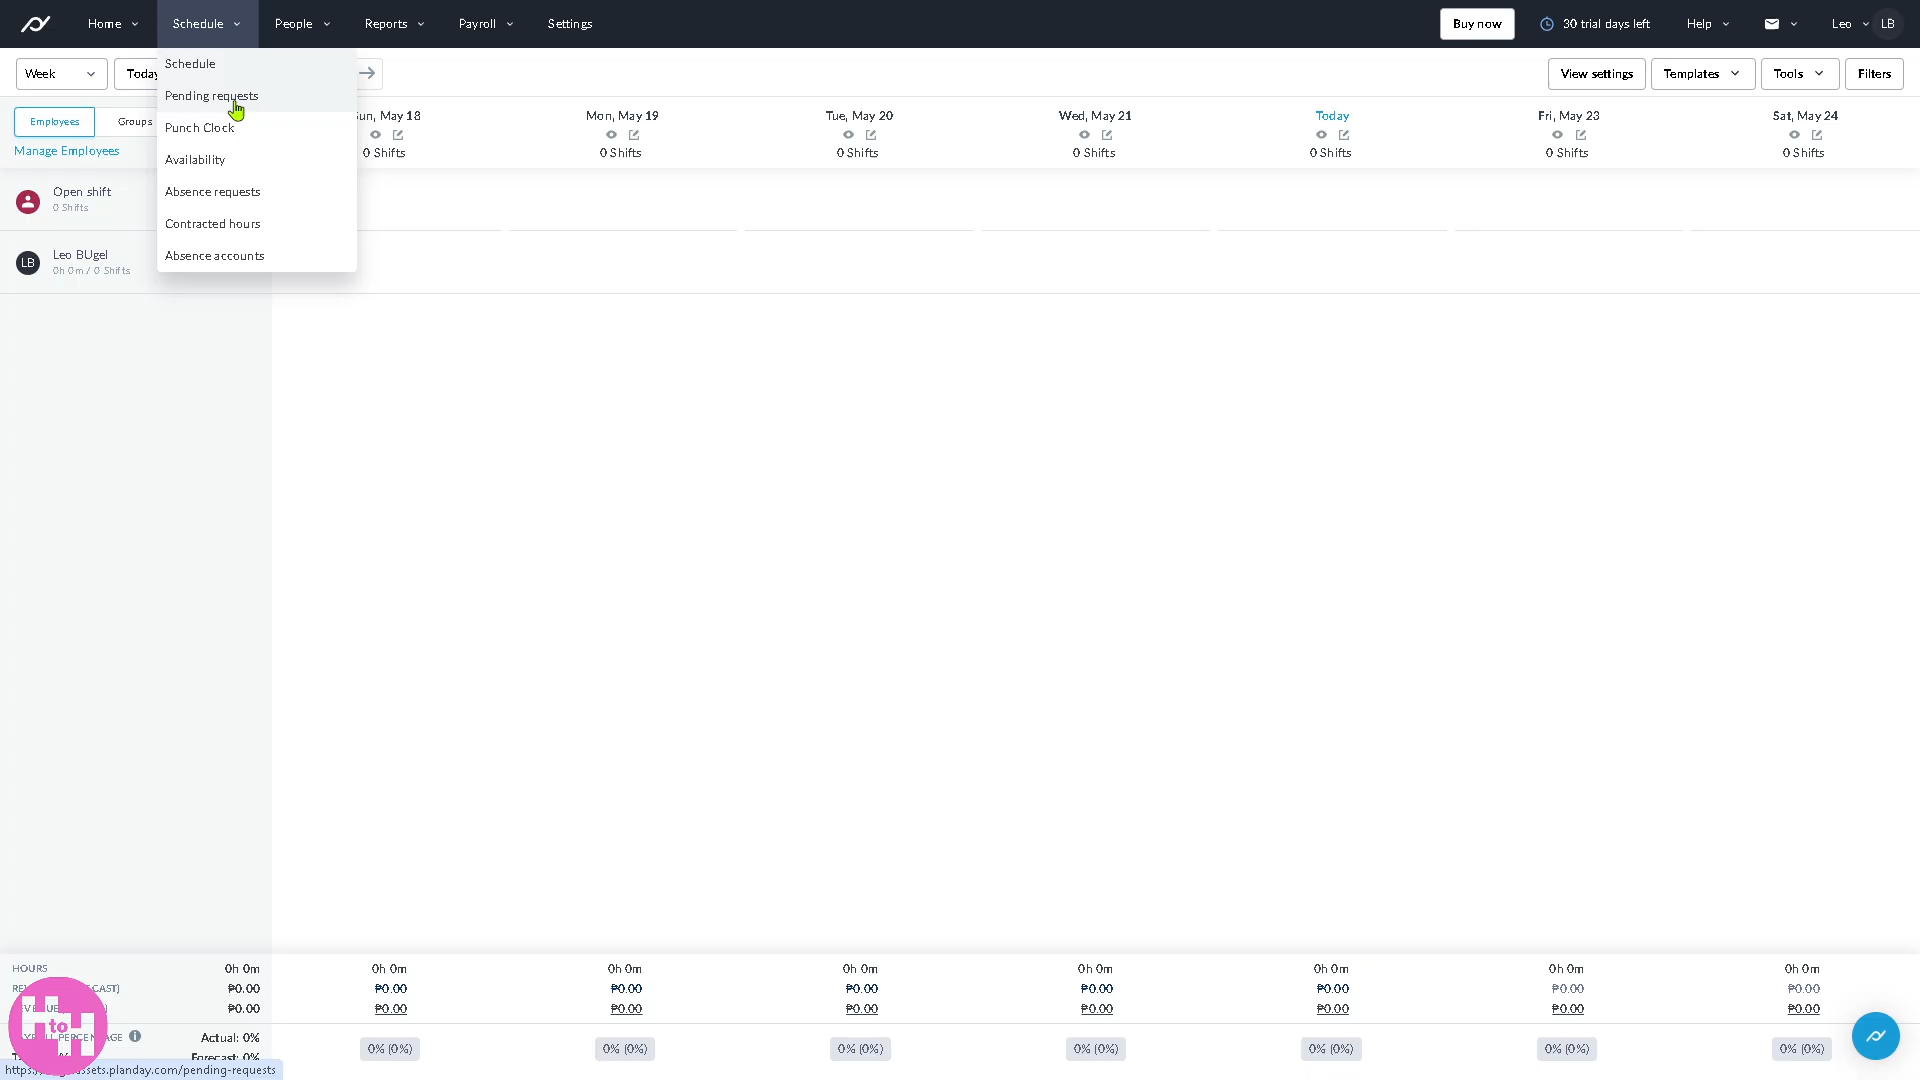 Home
Schedule
People
Reports
Payroll
Settings
Buy now
30 trial days left
Help
Leo
LB
Week
Today
View settings
Templates
Tools
Filters
Schedule
Pending requests
Punch Clock
Availability
Absence requests
Contracted hours
Absence accounts
Employees
Groups
Manage Employees
un, May 18
0 Shifts
Mon, May 19
0 Shifts
Tue, May 20
0 Shifts
Wed, May 21
0 Shifts
Today
0 Shifts
Fri, May 23
0 Shifts
Sat, May 24
0 Shifts
Open shift
0 Shifts
LB
Leo BUgel
0h 0m / 0 Shifts
HOURS 0h 0m 0h 0m 0h 0m 0h 0m 0h 0m 0h 0m 0h 0m 0h 0m
₱0.00 ₱0.00 ₱0.00 ₱0.00 ₱0.00 ₱0.00 ₱0.00 ₱0.00
₱0.00 ₱0.00 ₱0.00 ₱0.00 ₱0.00 ₱0.00 ₱0.00 ₱0.00
Actual: 0%
Forecast: 0%
0% (0%) 0% (0%) 0% (0%) 0% (0%) 0% (0%) 0% (0%) 0% (0%)
H to H
assets.planday.com/pending-requests